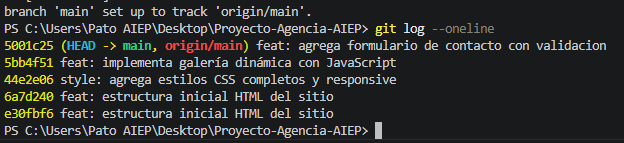 branch 'main' set up to track 'origin/main'.
PS C:\Users\Pato AIEP\Desktop\Proyecto-Agencia-AIEP> git log --oneline
5001c25 (HEAD -> main, origin/main) feat: agrega formulario de contacto con validacion
5bb4f51 feat: implementa galería dinámica con JavaScript
44e2e06 style: agrega estilos CSS completos y responsive
6a7d240 feat: estructura inicial HTML del sitio
e30fbf6 feat: estructura inicial HTML del sitio
PS C:\Users\Pato AIEP\Desktop\Proyecto-Agencia-AIEP>